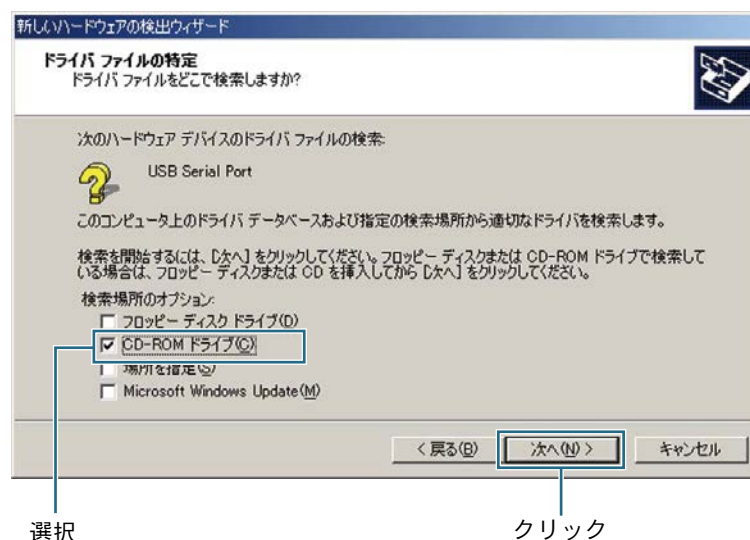 新しいハードウェアの検出ウィザード
ドライバ ファイルの特定
ドライバ ファイルをどこで検索しますか?
次のハードウェア デバイスのドライバ ファイルの検索:
USB Serial Port
このコンピュータ上のドライバ データベースおよび指定の検索場所から適切なドライバを検索します。
検索を開始するには、[次へ] をクリックしてください。フロッピー ディスクまたは CD-ROM ドライブで検索して
いる場合は、フロッピー ディスクまたは CD を挿入してから [次へ] をクリックしてください。
検索場所のオプション:
フロッピー ディスク ドライブ(D)
CD-ROM ドライブ(C)
場所を指定(S)
Microsoft Windows Update(M)
< 戻る(B) 次へ(N) > キャンセル
選択 クリック